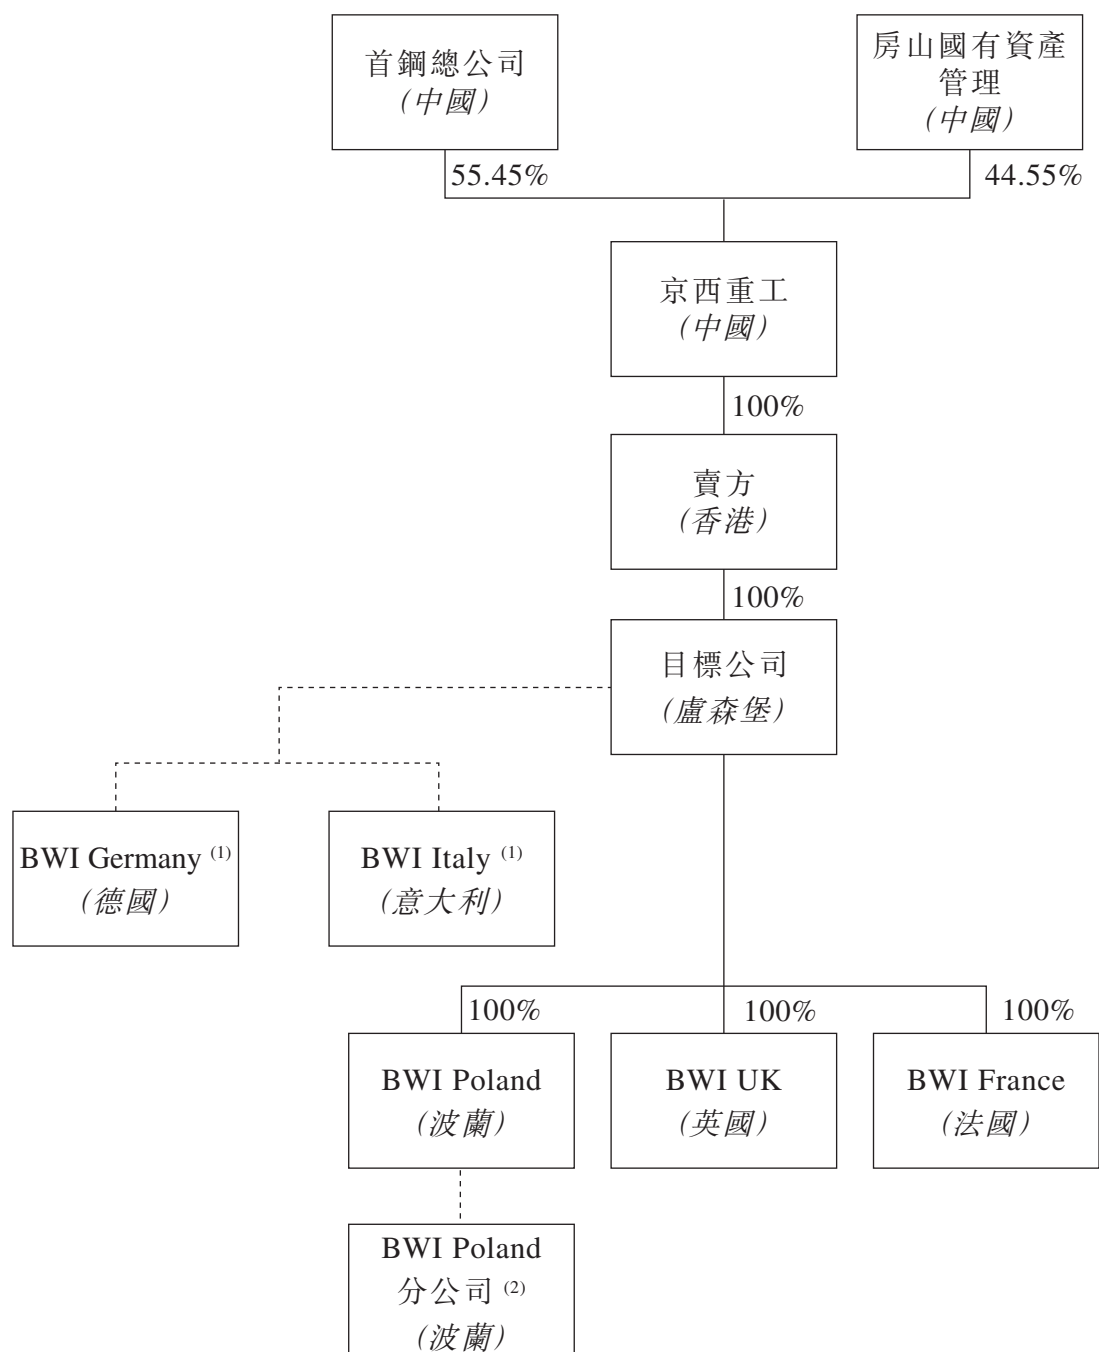 首鋼總公司
(中國)
房山國有資產
管理
(中國)
55.45%
44.55%
京西重工
(中國)
100%
賣方
(香港)
100%
目標公司
(盧森堡)
BWI Germany (1)
(德國)
BWI Italy (1)
(意大利)
100%
100%
100%
BWI Poland
(波蘭)
BWI UK
(英國)
BWI France
(法國)
BWI Poland
分公司 (2)
(波蘭)